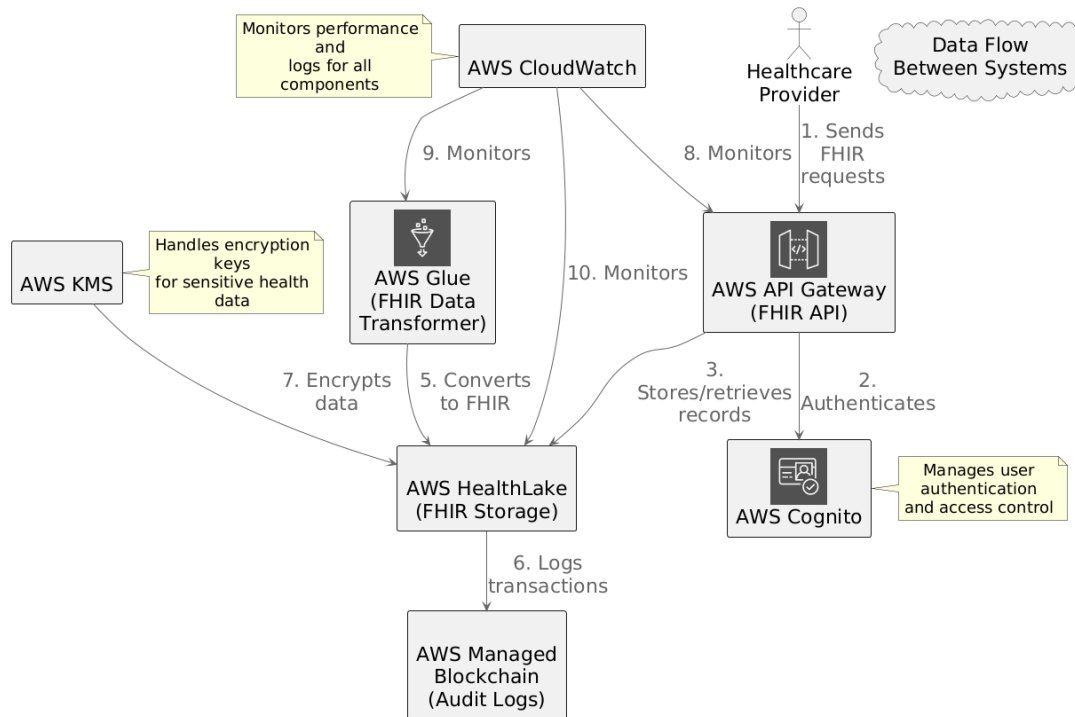 Monitors performance
and
logs for all
components
AWS CloudWatch
Healthcare
Provider
Data Flow
Between Systems
9. Monitors
8. Monitors
1. Sends
FHIR
requests
AWS KMS
Handles encryption
keys
for sensitive health
data
AWS Glue
(FHIR Data
Transformer)
10. Monitors
AWS API Gateway
(FHIR API)
7. Encrypts
data
5. Converts
to FHIR
3.
Stores/retrieves
records
2.
Authenticates
AWS HealthLake
(FHIR Storage)
AWS Cognito
Manages user
authentication
and access control
6. Logs
transactions
AWS Managed
Blockchain
(Audit Logs)